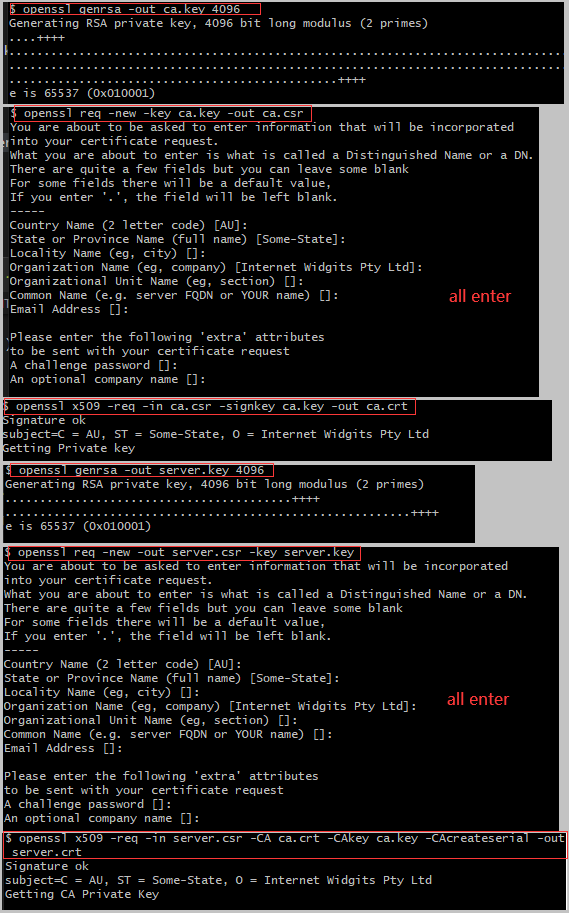 $ openssl genrsa -out ca.key 4096
Generating RSA private key, 4096 bit long modulus (2 primes)
....++++
................................................................................
................................................................................
...............................................++++
e is 65537 (0x010001)
$ openssl req -new -key ca.key -out ca.csr
You are about to be asked to enter information that will be incorporated
into your certificate request.
What you are about to enter is what is called a Distinguished Name or a DN.
There are quite a few fields but you can leave some blank
For some fields there will be a default value,
If you enter '.', the field will be left blank.
-----
Country Name (2 letter code) [AU]:
State or Province Name (full name) [Some-State]:
Locality Name (eg, city) []:
Organization Name (eg, company) [Internet Widgits Pty Ltd]:
Organizational Unit Name (eg, section) []:
Common Name (e.g. server FQDN or YOUR name) []:
all enter
Email Address []:
Please enter the following 'extra' attributes
to be sent with your certificate request
A challenge password []:
An optional company name []:
$ openssl x509 -req -in ca.csr -signkey ca.key -out ca.crt
Signature ok
subject=C = AU, ST = Some-State, O = Internet Widgits Pty Ltd
Getting Private key
$ openssl genrsa -out server.key 4096
Generating RSA private key, 4096 bit long modulus (2 primes)
.........................................++++
..........................................................++++
e is 65537 (0x010001)
$ openssl req -new -out server.csr -key server.key
You are about to be asked to enter information that will be incorporated
into your certificate request.
What you are about to enter is what is called a Distinguished Name or a DN.
There are quite a few fields but you can leave some blank
For some fields there will be a default value,
If you enter '.', the field will be left blank.
-----
Country Name (2 letter code) [AU]:
State or Province Name (full name) [Some-State]:
Locality Name (eg, city) []:
Organization Name (eg, company) [Internet Widgits Pty Ltd]:
all enter
Organizational Unit Name (eg, section) []:
Common Name (e.g. server FQDN or YOUR name) []:
Email Address []:
Please enter the following 'extra' attributes
to be sent with your certificate request
A challenge password []:
An optional company name []:
$ openssl x509 -req -in server.csr -CA ca.crt -CAkey ca.key -CAcreateserial -out
server.crt
Signature ok
subject=C = AU, ST = Some-State, O = Internet Widgits Pty Ltd
Getting CA Private Key